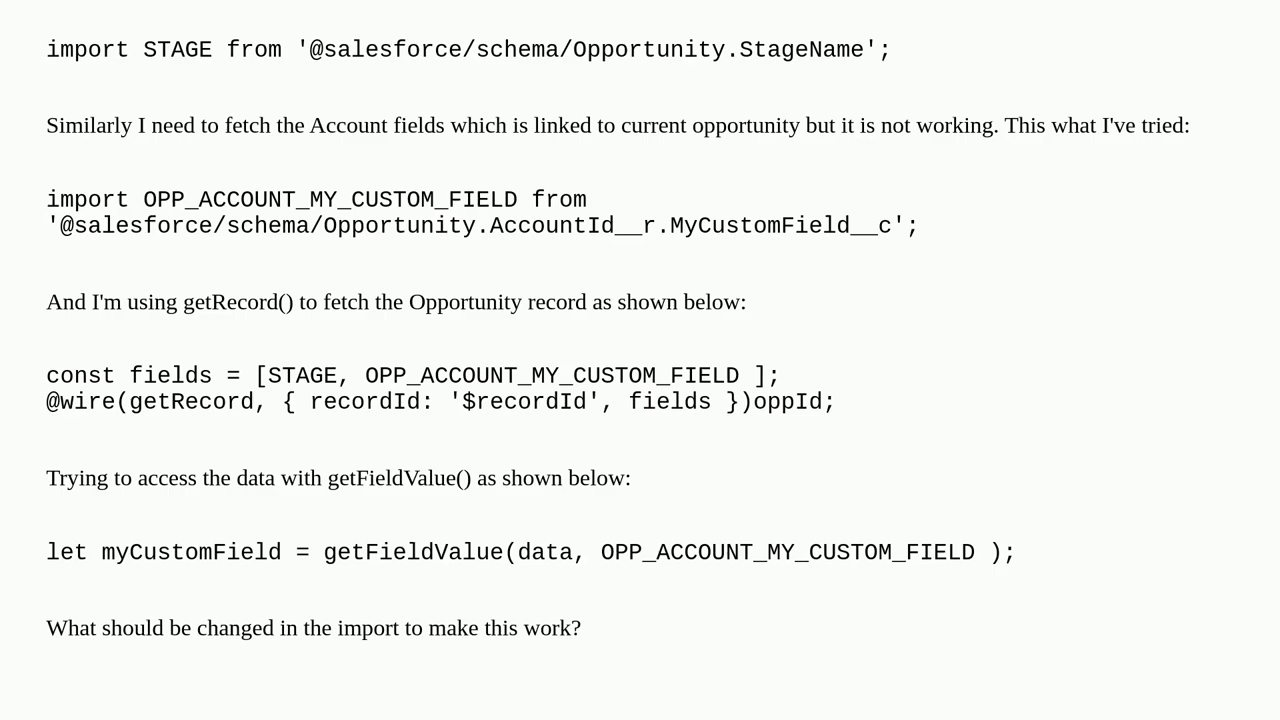 import STAGE from '@salesforce/schema/Opportunity.StageName';
Similarly I need to fetch the Account fields which is linked to current opportunity but it is not working. This what I've tried:
import OPP_ACCOUNT_MY_CUSTOM_FIELD from
'@salesforce/schema/Opportunity.AccountId__r.MyCustomField__c';
And I'm using getRecord() to fetch the Opportunity record as shown below:
const fields = [STAGE, OPP_ACCOUNT_MY_CUSTOM_FIELD ];
@wire(getRecord, { recordId: '$recordId', fields })oppId;
Trying to access the data with getFieldValue() as shown below:
let myCustomField = getFieldValue(data, OPP_ACCOUNT_MY_CUSTOM_FIELD );
What should be changed in the import to make this work?